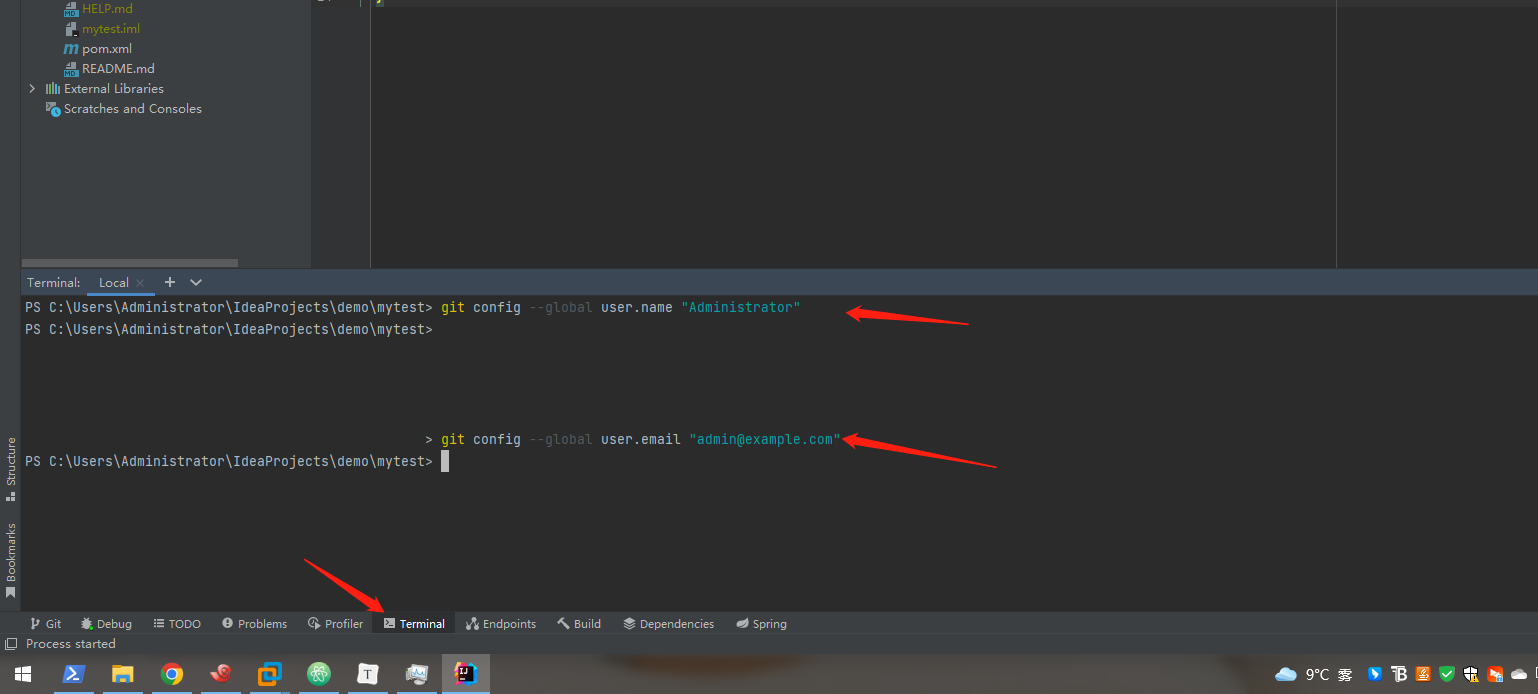 HELP.md
mytest.iml
pom.xml
README.md
External Libraries
Scratches and Consoles
Terminal: Local
PS C:\Users\Administrator\IdeaProjects\demo\mytest> git config --global user.name "Administrator"
PS C:\Users\Administrator\IdeaProjects\demo\mytest>
> git config --global user.email "admin@example.com"
PS C:\Users\Administrator\IdeaProjects\demo\mytest>
Structure
Bookmarks
Git Debug TODO Problems Profiler Terminal Endpoints Build Dependencies Spring
Process started
9°C 雾